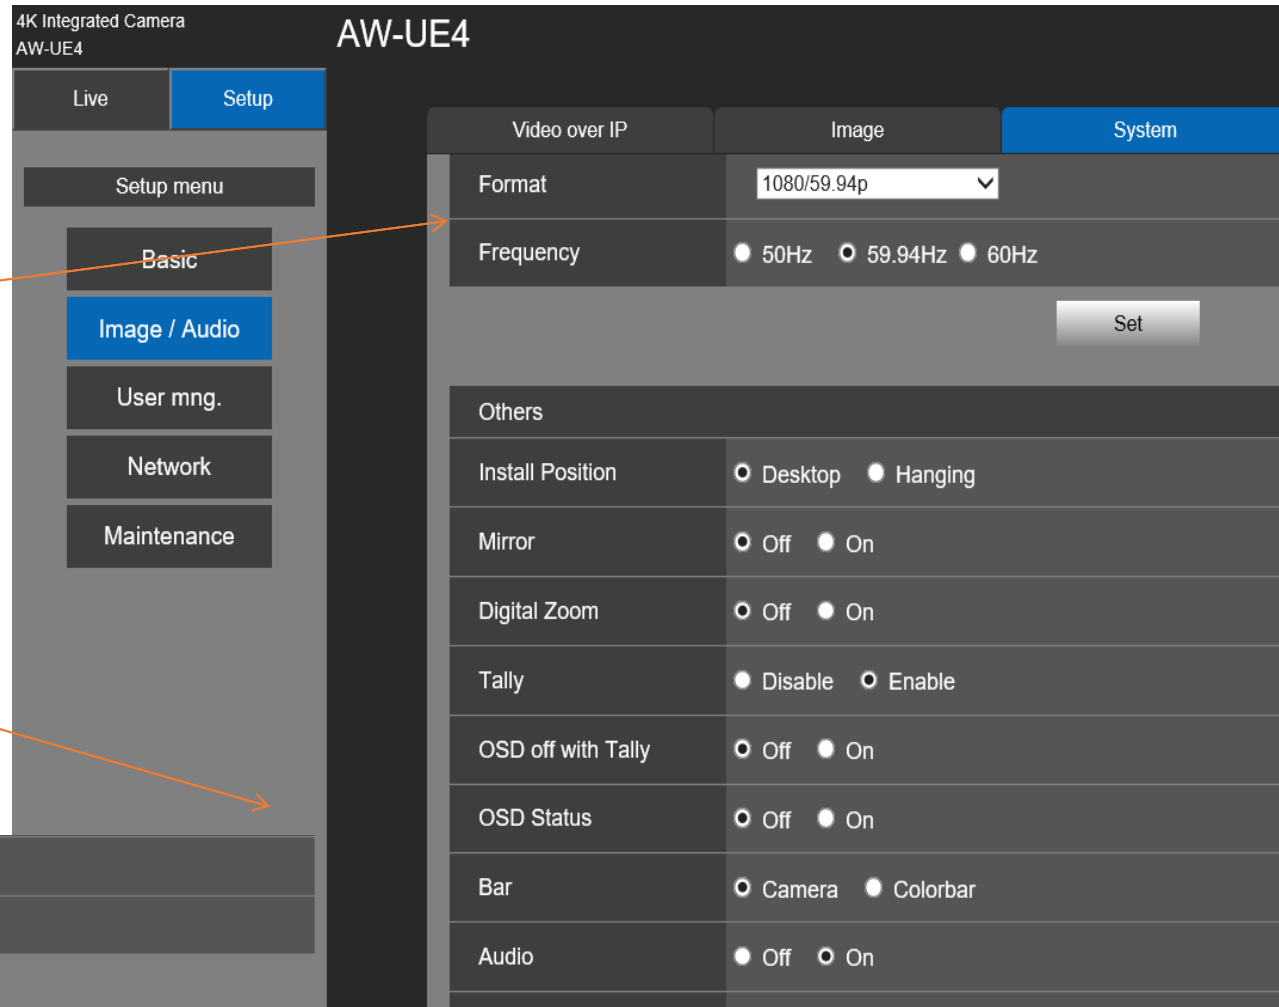 4K Integrated Camera
AW-UE4
AW-UE4
Live Setup
Setup menu
Basic
Image / Audio
User mng.
Network
Maintenance
Video over IP Image System
Format 1080/59.94p
Frequency 50Hz 59.94Hz 60Hz
Set
Others
Install Position Desktop Hanging
Mirror Off On
Digital Zoom Off On
Tally Disable Enable
OSD off with Tally Off On
OSD Status Off On
Bar Camera Colorbar
Audio Off On